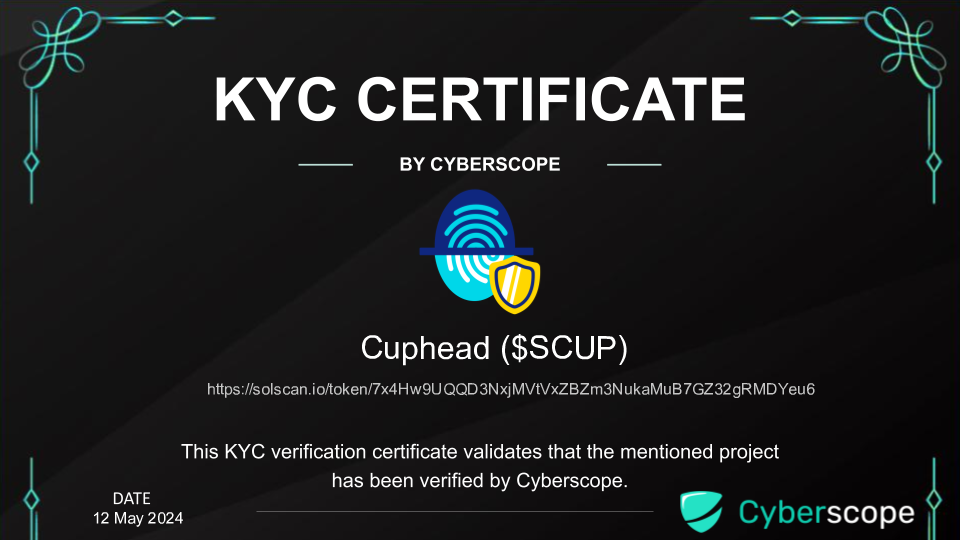 KYC CERTIFICATE
BY CYBERSCOPE
Cuphead ($SCUP)
https://solscan.io/token/7x4Hw9UQQD3NxjMVtVxZBZm3NukaMuB7GZ32gRMDYeu6
This KYC verification certificate validates that the mentioned project
has been verified by Cyberscope.
DATE
12 May 2024
Cyberscope